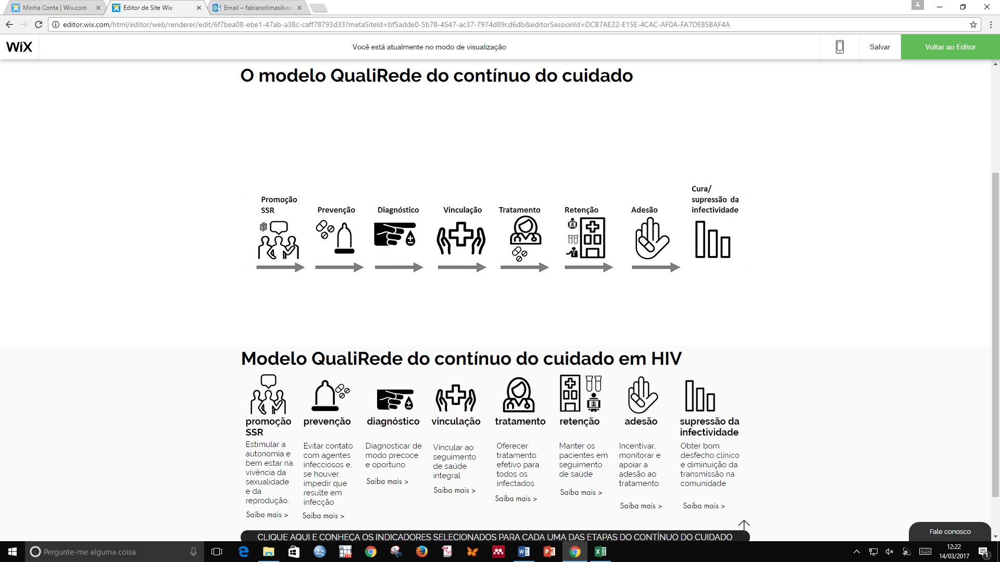 Minha Conta | Wix.com
Editor de Site Wix
Email – fabianolimasilva@
editor.wix.com/html/editor/web/renderer/edit/6f7bea08-ebe1-47ab-a38c-caff78793d33?metaSiteId=bf5adde0-5b78-4547-ac37-7974d89cd6db&editorSessionId=DCB7AE22-E15E-4CAC-AF0A-FA7DE85BAF4A
WiX
Você está atualmente no modo de visualização
Salvar
Voltar ao Editor
O modelo QualiRede do contínuo do cuidado
Promoção
SSR
Prevenção
Diagnóstico
Vinculação
Tratamento
Retenção
Adesão
Cura/
supressão da
infectividade
Modelo QualiRede do contínuo do cuidado em HIV
promoção
SSR
Estimular a
autonomia e
bem estar na
vivência da
sexualidade
e da
reprodução.
Saiba mais >
prevenção
Evitar contato
com agentes
infecciosos e,
se houver,
impedir que
resulte em
infecção
Saiba mais >
diagnóstico
Diagnosticar de
modo precoce
e oportuno
Saiba mais >
vinculação
Vincular ao
seguimento
de saúde
integral
Saiba mais >
tratamento
Oferecer
tratamento
efetivo para
todos os
infectados
Saiba mais >
retenção
Manter os
pacientes em
seguimento
de saúde
Saiba mais >
adesão
Incentivar,
monitorar e
apoiar a
adesão ao
tratamento
Saiba mais >
supressão da
infectividade
Obter bom
desfecho clínico
e diminuição da
transmissão na
comunidade
Saiba mais >
CLIQUE AQUI E CONHEÇA OS INDICADORES SELECIONADOS PARA CADA UMA DAS ETAPAS DO CONTÍNUO DO CUIDADO
Fale conosco
Pergunte-me alguma coisa
12:22
14/03/2017